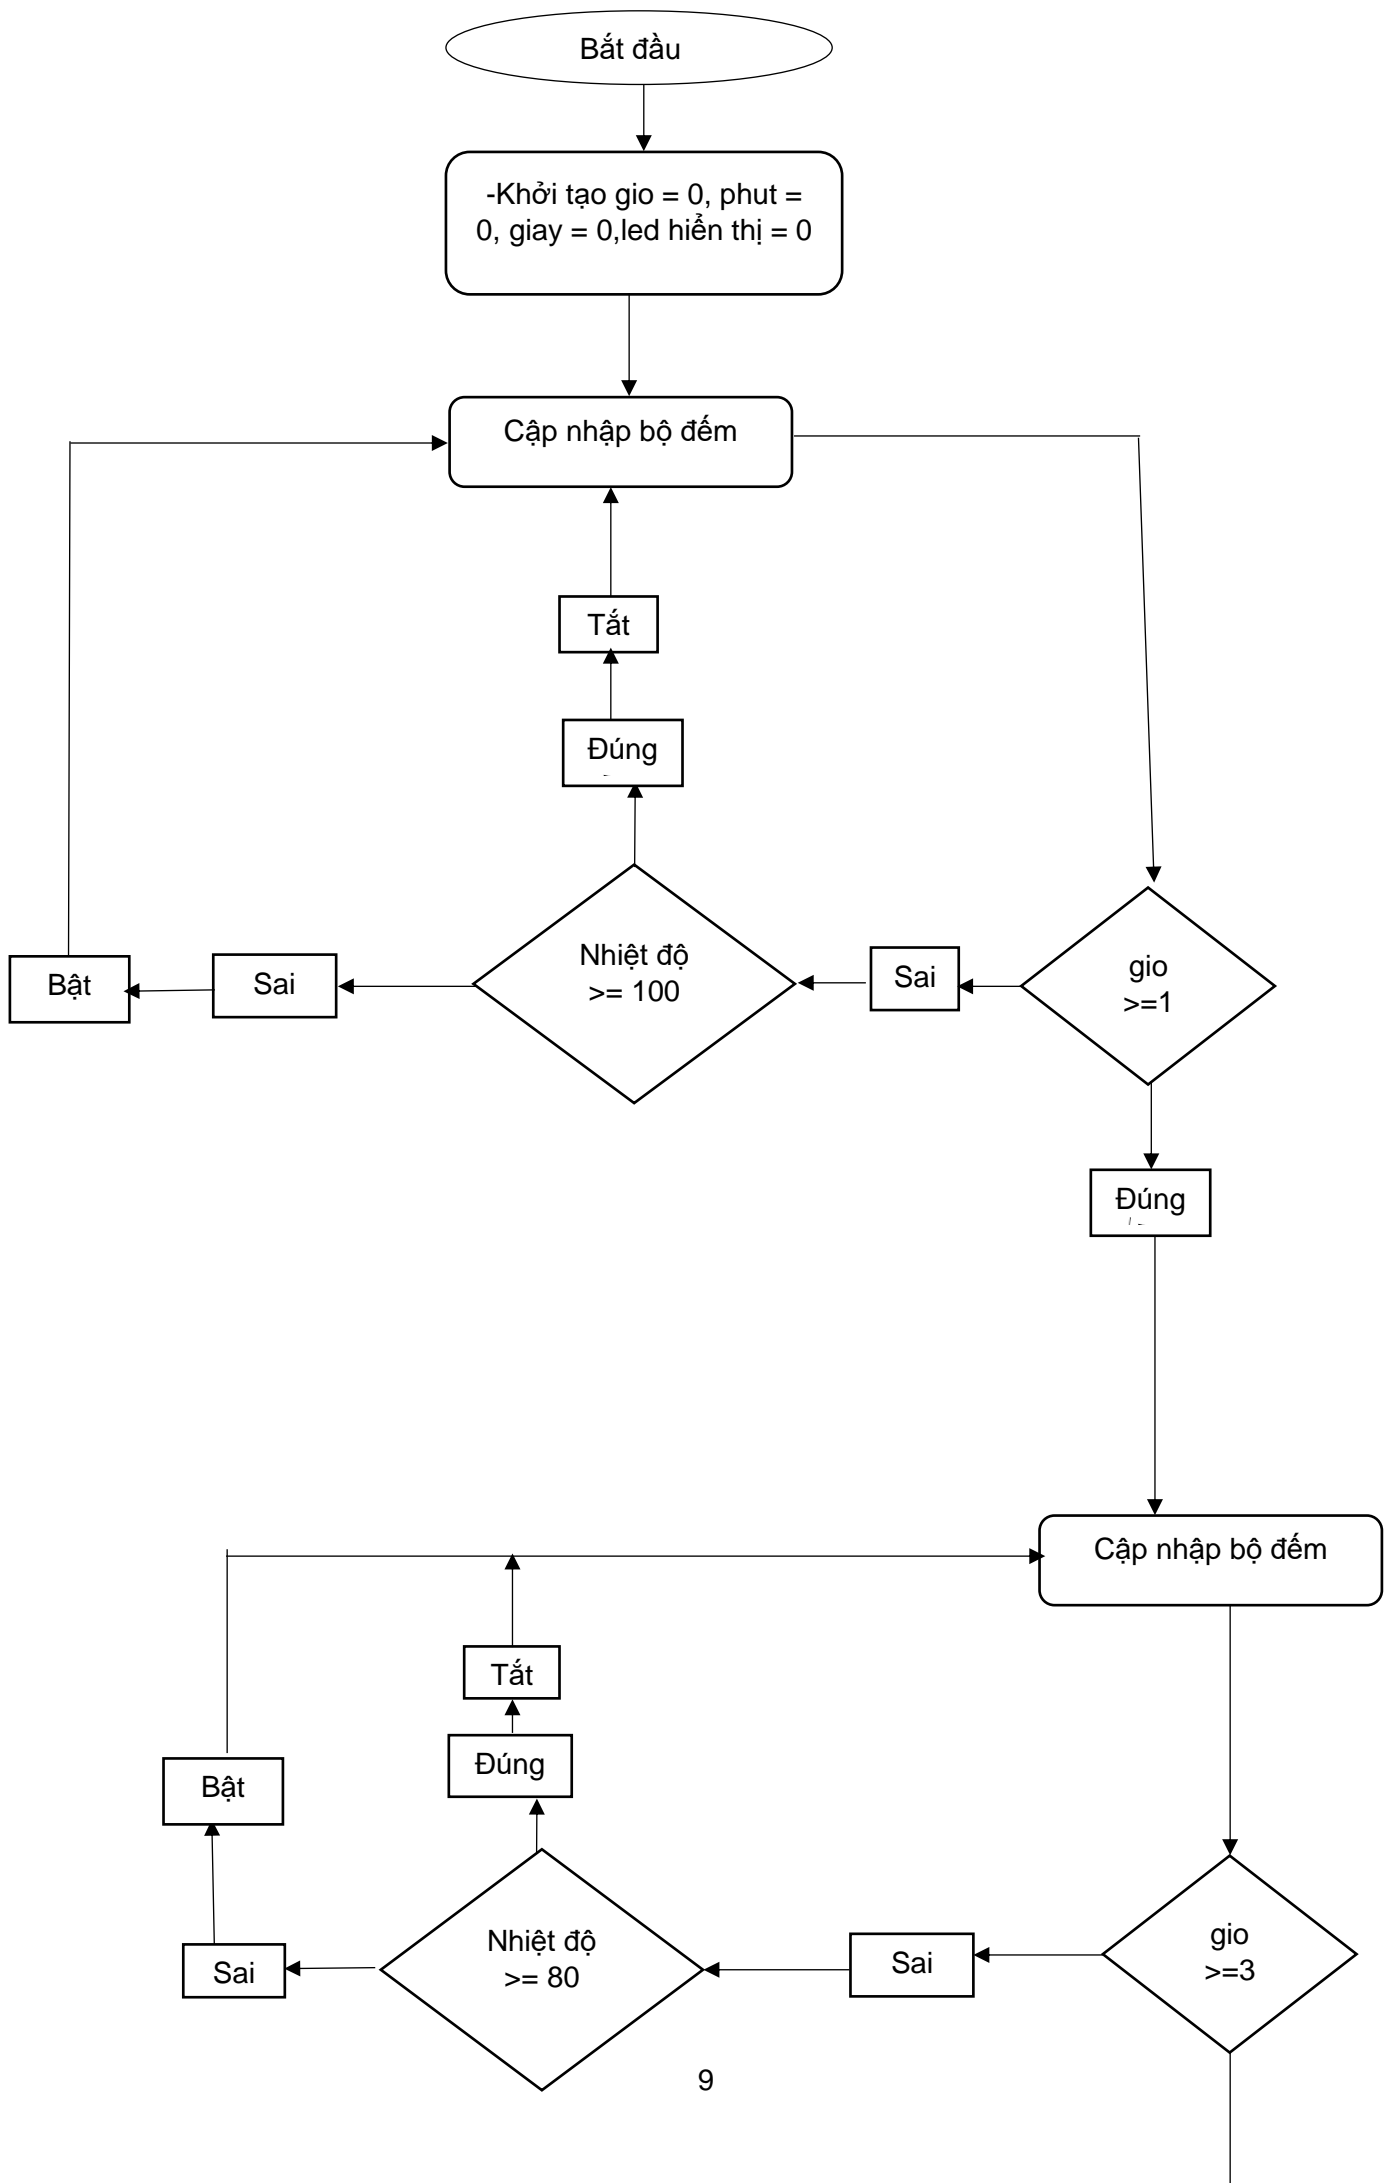 Bắt đầu
-Khởi tạo gio = 0, phut =
0, giay = 0,led hiển thị = 0
Cập nhập bộ đếm
Tắt
Đúng
Nhiệt độ
>= 100
Sai
Bật
Sai
gio
>=1
Đúng
Cập nhập bộ đếm
Tắt
Đúng
Bật
Nhiệt độ
>= 80
Sai
Sai
gio
>=3
9